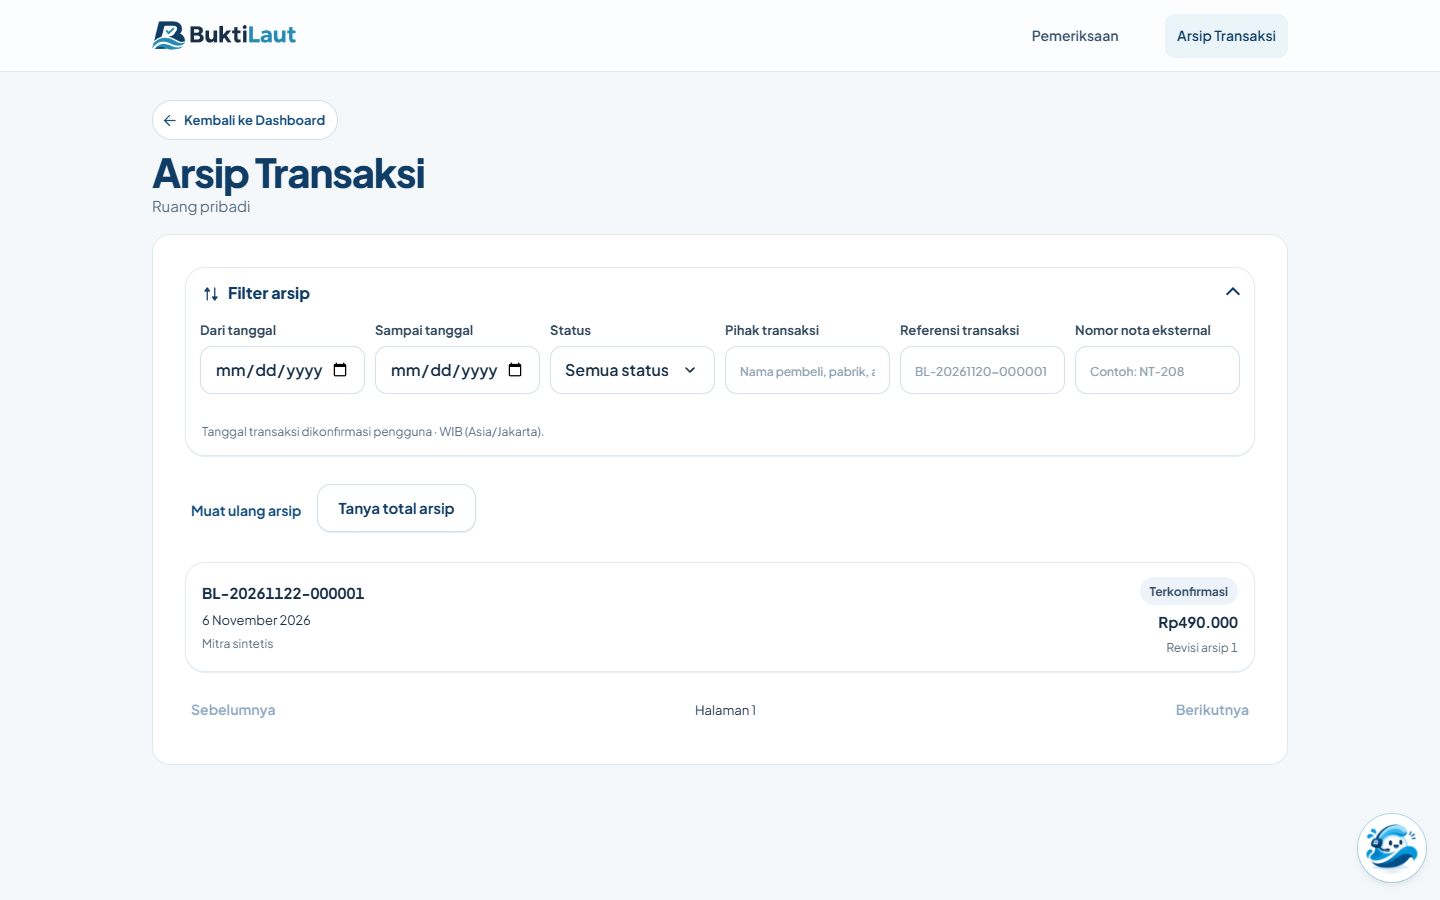 BuktiLaut
Pemeriksaan
Arsip Transaksi
Kembali ke Dashboard
Arsip Transaksi
Ruang pribadi
Filter arsip
Dari tanggal
Sampai tanggal
Status
Pihak transaksi
Referensi transaksi
Nomor nota eksternal
mm/dd/yyyy
mm/dd/yyyy
Semua status
Nama pembeli, pabrik, a
BL-20261120-000001
Contoh: NT-208
Tanggal transaksi dikonfirmasi pengguna · WIB (Asia/Jakarta).
Muat ulang arsip
Tanya total arsip
BL-20261122-000001
6 November 2026
Mitra sintetis
Terkonfirmasi
Rp490.000
Revisi arsip 1
Sebelumnya
Halaman 1
Berikutnya